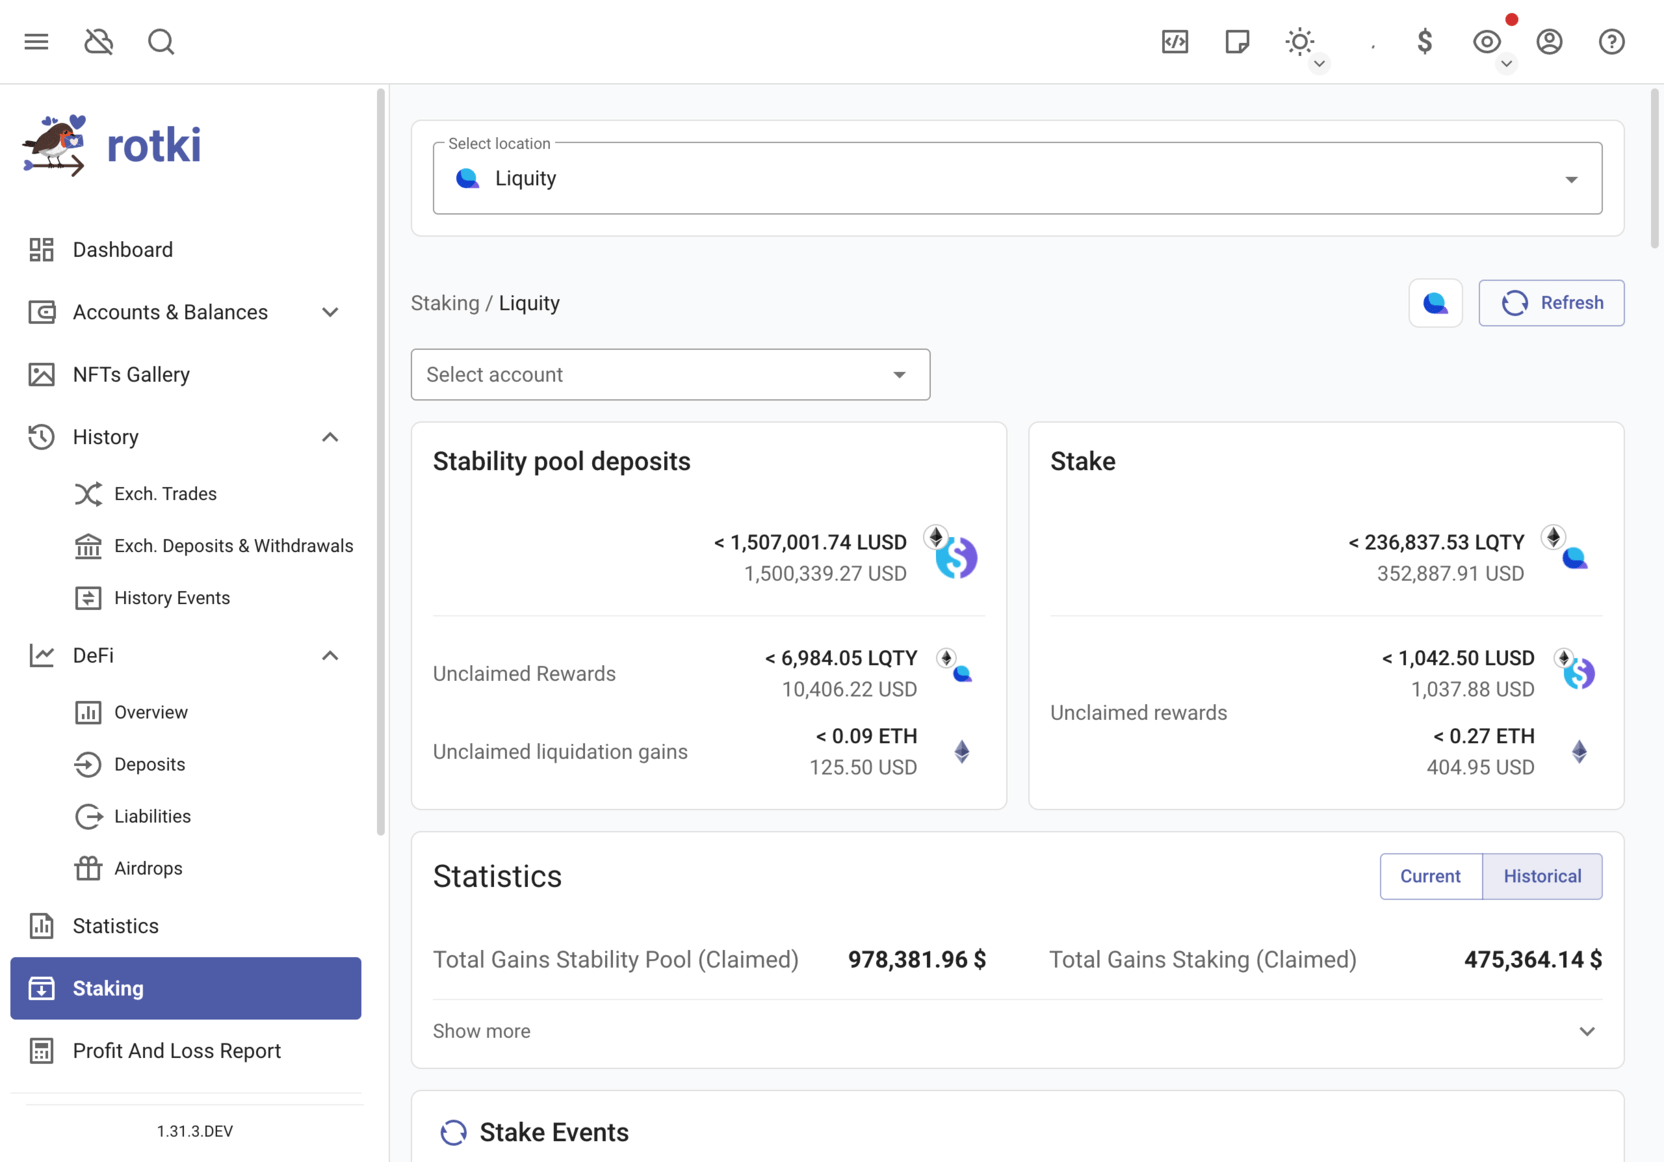 rotki
Dashboard
Accounts & Balances
NFTs Gallery
History
Exch. Trades
Exch. Deposits & Withdrawals
History Events
DeFi
Overview
Deposits
Liabilities
Airdrops
Statistics
Staking
Profit And Loss Report
1.31.3.DEV
Select location
Liquity
Staking / Liquity
Refresh
Select account
Stability pool deposits
< 1,507,001.74 LUSD
1,500,339.27 USD
Unclaimed Rewards
< 6,984.05 LQTY
10,406.22 USD
Unclaimed liquidation gains
< 0.09 ETH
125.50 USD
Stake
< 236,837.53 LQTY
352,887.91 USD
Unclaimed rewards
< 1,042.50 LUSD
1,037.88 USD
< 0.27 ETH
404.95 USD
Statistics
Current
Historical
Total Gains Stability Pool (Claimed) 978,381.96 $
Total Gains Staking (Claimed) 475,364.14 $
Show more
Stake Events